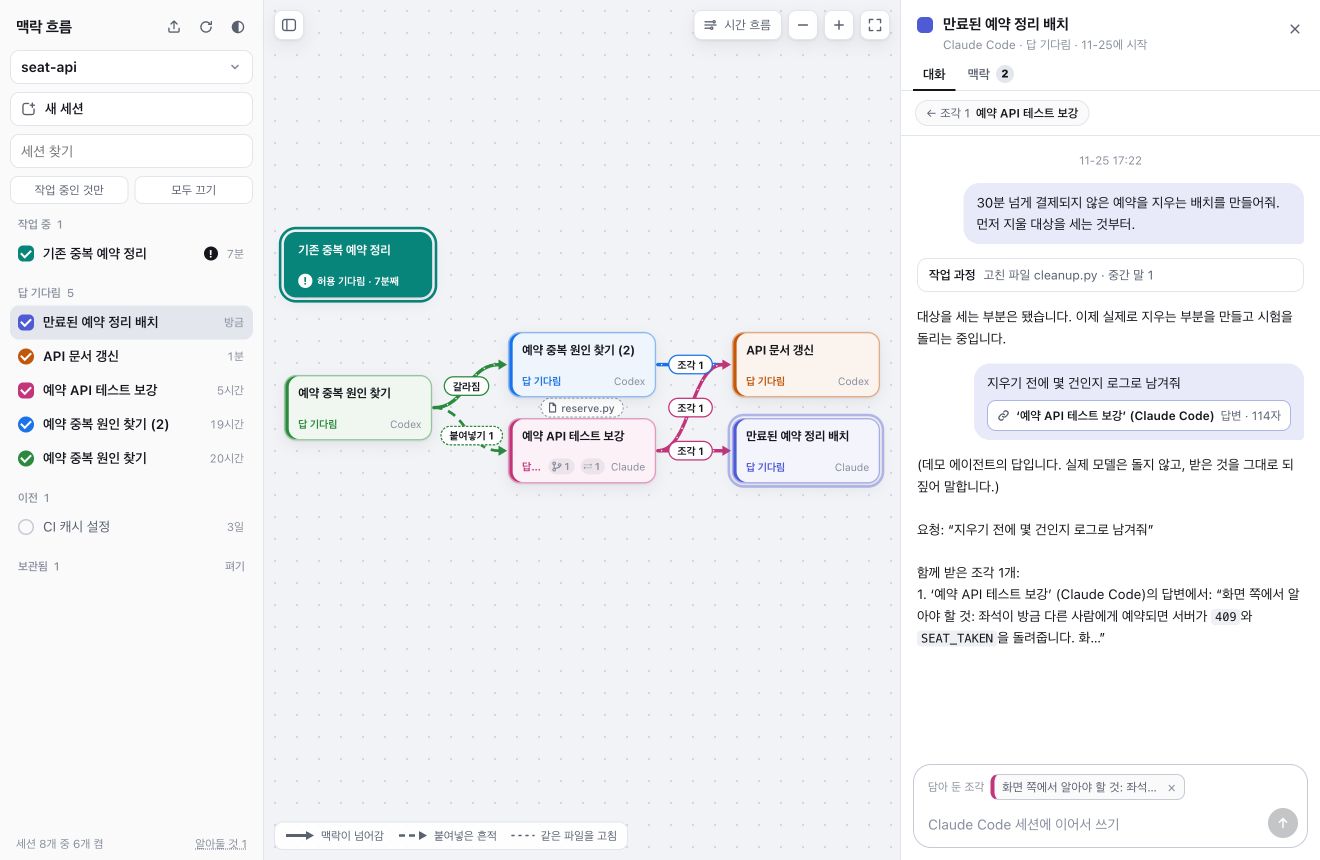 맥락 흐름
seat-api
새 세션
세션 찾기
작업 중인 것만
모두 끄기
작업 중 1
기존 중복 예약 정리 ! 7분
답 기다림 5
만료된 예약 정리 배치 방금
API 문서 갱신 1분
예약 API 테스트 보강 5시간
예약 중복 원인 찾기 (2) 19시간
예약 중복 원인 찾기 20시간
이전 1
CI 캐시 설정 3일
보관됨 1 펴기
세션 8개 중 6개 켬 알아둘 것 1
시간 흐름
기존 중복 예약 정리
! 허용 기다림 · 7분째
예약 중복 원인 찾기
답 기다림 Codex
갈라짐
붙여넣기 1
예약 중복 원인 찾기 (2)
답 기다림 Codex
reserve.py
예약 API 테스트 보강
답... 1 1 Claude
조각 1
조각 1
조각 1
API 문서 갱신
답 기다림 Codex
만료된 예약 정리 배치
답 기다림 Claude
맥락이 넘어감 붙여넣은 흔적 같은 파일을 고침
만료된 예약 정리 배치
Claude Code · 답 기다림 · 11-25에 시작
대화 맥락 2
← 조각 1 예약 API 테스트 보강
11-25 17:22
30분 넘게 결제되지 않은 예약을 지우는 배치를 만들어줘.
먼저 지울 대상을 세는 것부터.
작업 과정 고친 파일 cleanup.py · 중간 말 1
대상을 세는 부분은 됐습니다. 이제 실제로 지우는 부분을 만들고 시험을
돌리는 중입니다.
지우기 전에 몇 건인지 로그로 남겨줘
‘예약 API 테스트 보강’ (Claude Code) 답변 · 114자
(데모 에이전트의 답입니다. 실제 모델은 돌지 않고, 받은 것을 그대로 되
짚어 말합니다.)
요청: “지우기 전에 몇 건인지 로그로 남겨줘”
함께 받은 조각 1개:
1. ‘예약 API 테스트 보강’ (Claude Code)의 답변에서: “화면 쪽에서 알
아야 할 것: 좌석이 방금 다른 사람에게 예약되면 서버가 409와
SEAT_TAKEN을 돌려줍니다. 화…”
담아 둔 조각 화면 쪽에서 알아야 할 것: 좌석... ×
Claude Code 세션에 이어서 쓰기